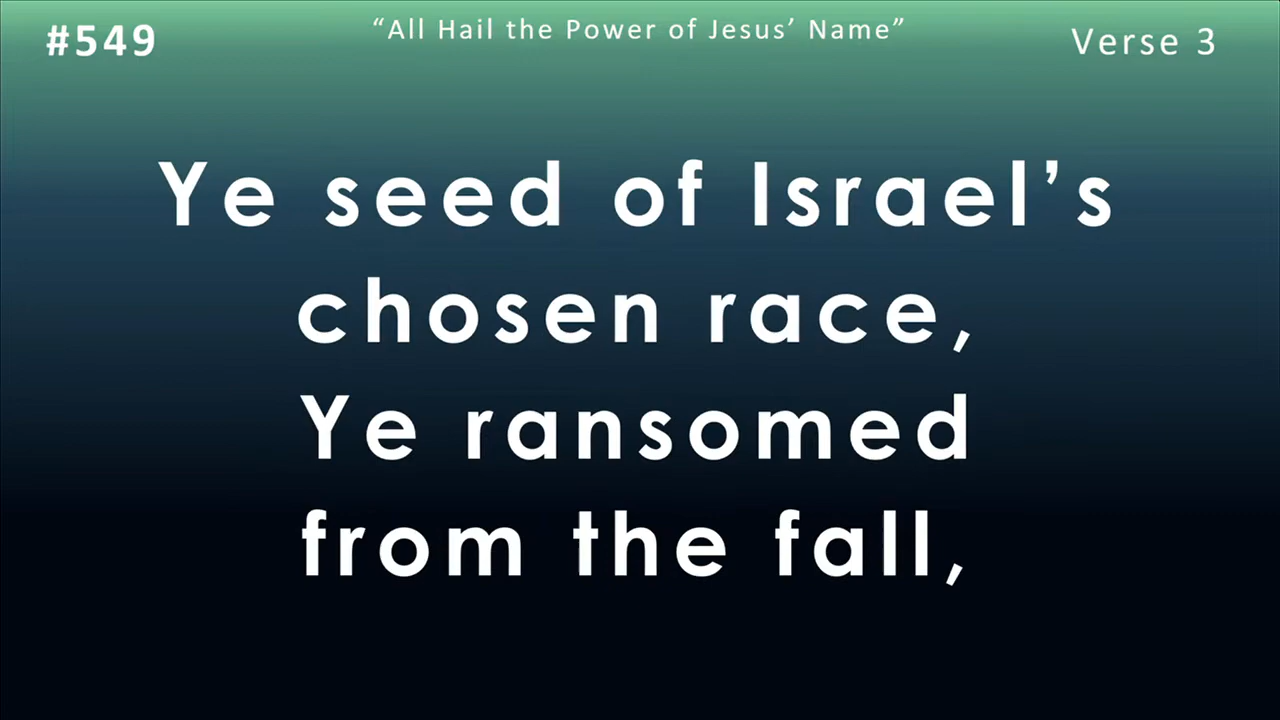 #549
“All Hail the Power of Jesus’ Name”
Verse 3
Ye seed of Israel’s
chosen race,
Ye ransomed
from the fall,